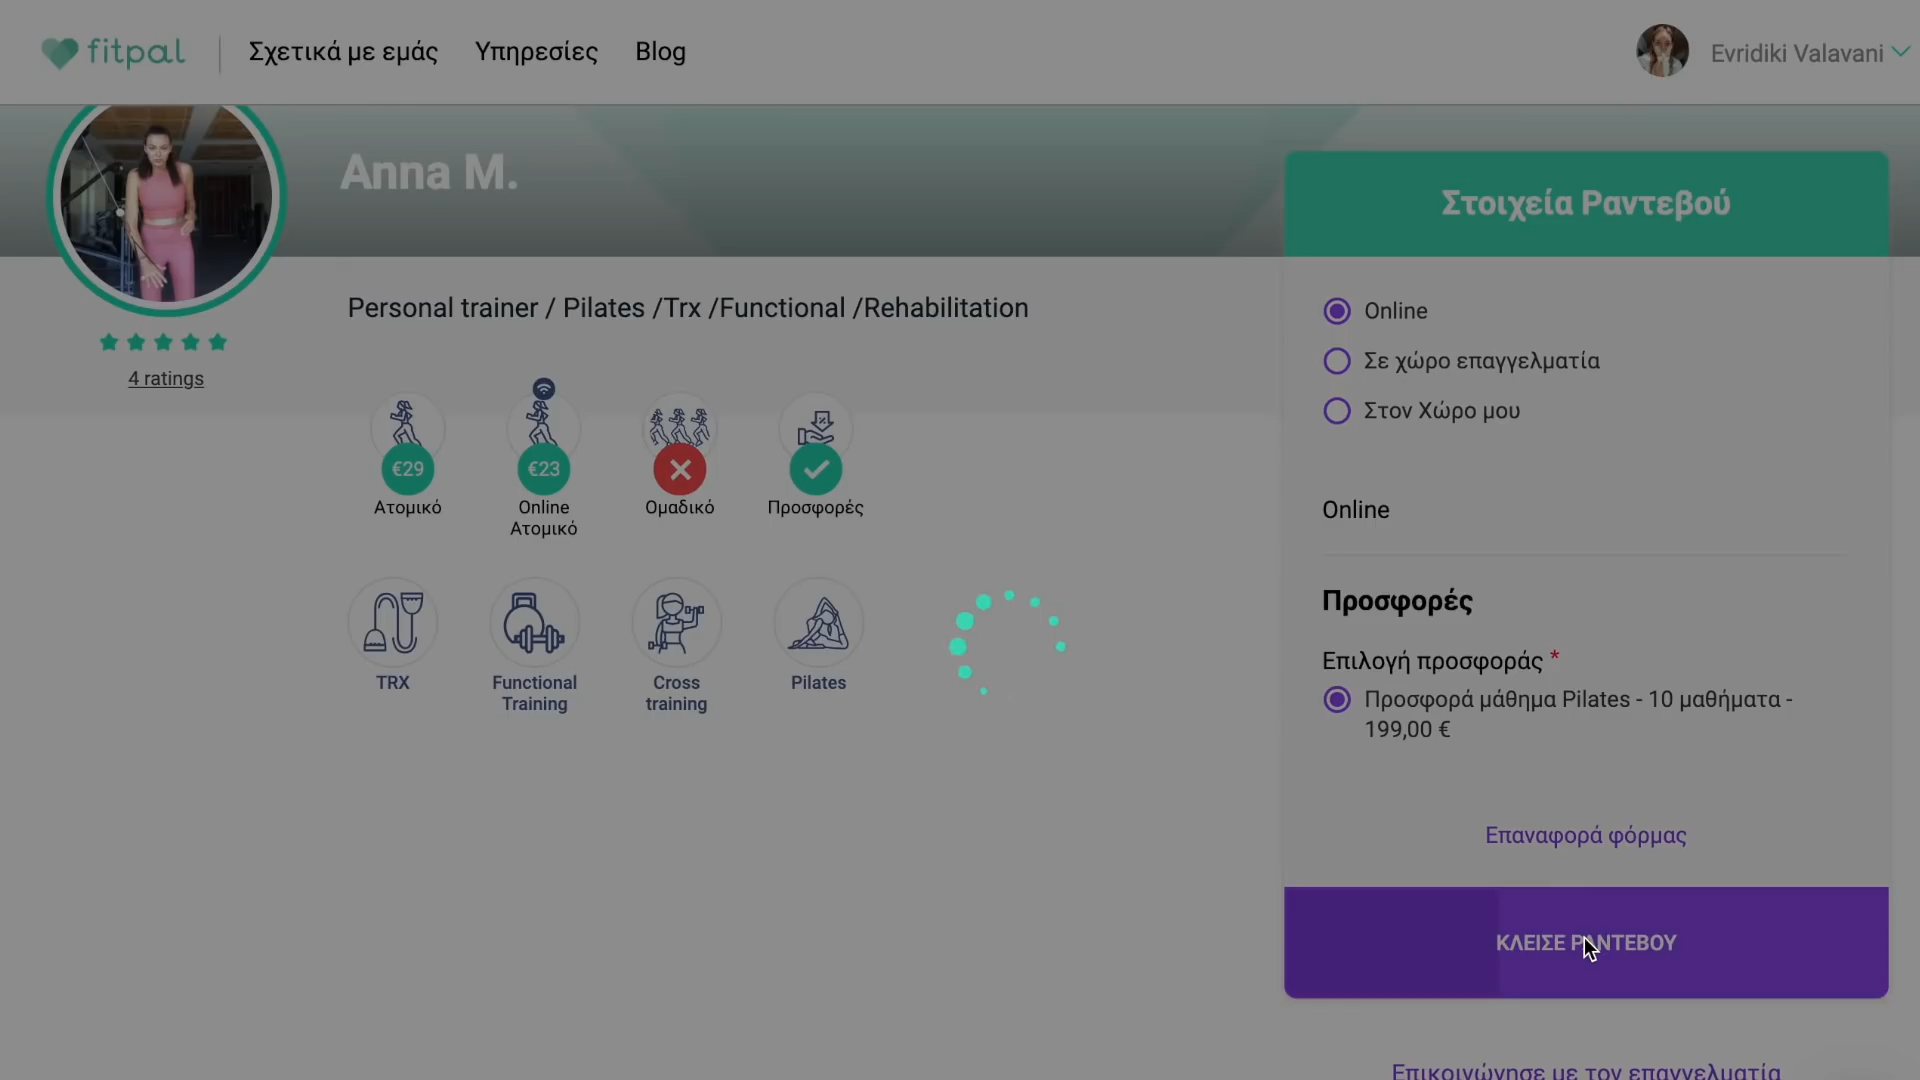 fitpal
Σχετικά με εμάς
Υπηρεσίες
Blog
Evridiki Valavani
Anna M.
Personal trainer / Pilates /Trx /Functional /Rehabilitation
4 ratings
€29
Ατομικό
€23
Online
Ατομικό
Ομαδικό
Προσφορές
TRX
Functional
Training
Cross
training
Pilates
Στοιχεία Ραντεβού
Online
Σε χώρο επαγγελματία
Στον Χώρο μου
Online
Προσφορές
Επιλογή προσφοράς *
Προσφορά μάθημα Pilates - 10 μαθήματα -
199,00 €
Επαναφορά φόρμας
ΚΛΕΙΣΕ ΡΑΝΤΕΒΟΥ
Επικοινώνησε με τον επαγγελματία